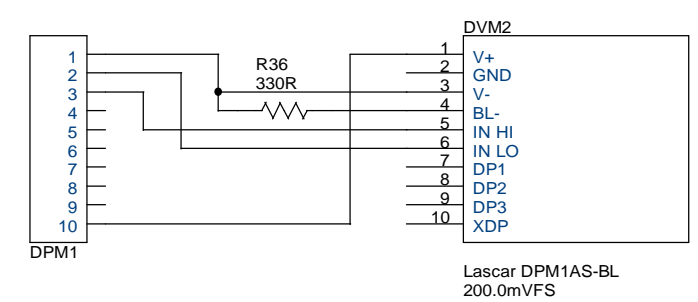 DVM2
1 V+
2 GND
3 V-
4 BL-
5 IN HI
6 IN LO
7 DP1
8 DP2
9 DP3
10 XDP
R36
330R
1
2
3
4
5
6
7
8
9
10
DPM1
Lascar DPM1AS-BL
200.0mVFS